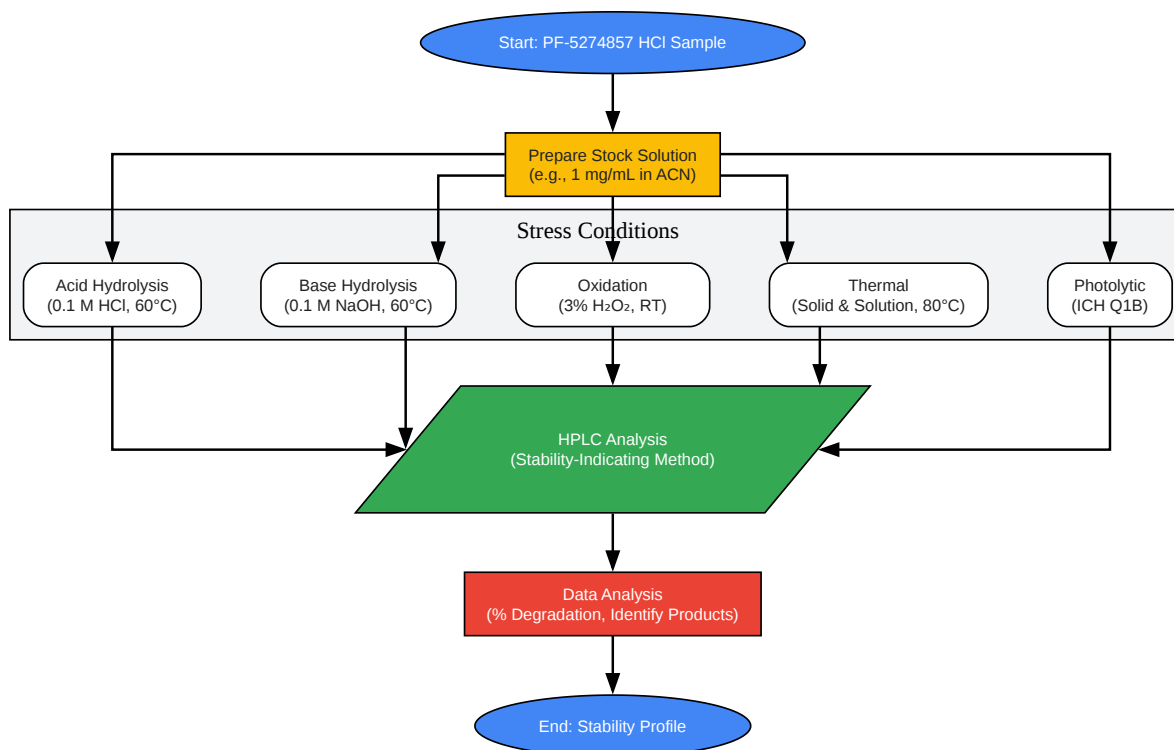 Start: PF-5274857 HCl Sample
Prepare Stock Solution
(e.g., 1 mg/mL in ACN)
Stress Conditions
Acid Hydrolysis
(0.1 M HCl, 60°C)
Base Hydrolysis
(0.1 M NaOH, 60°C)
Oxidation
(3% H₂O₂, RT)
Thermal
(Solid & Solution, 80°C)
Photolytic
(ICH Q1B)
HPLC Analysis
(Stability-Indicating Method)
Data Analysis
(% Degradation, Identify Products)
End: Stability Profile